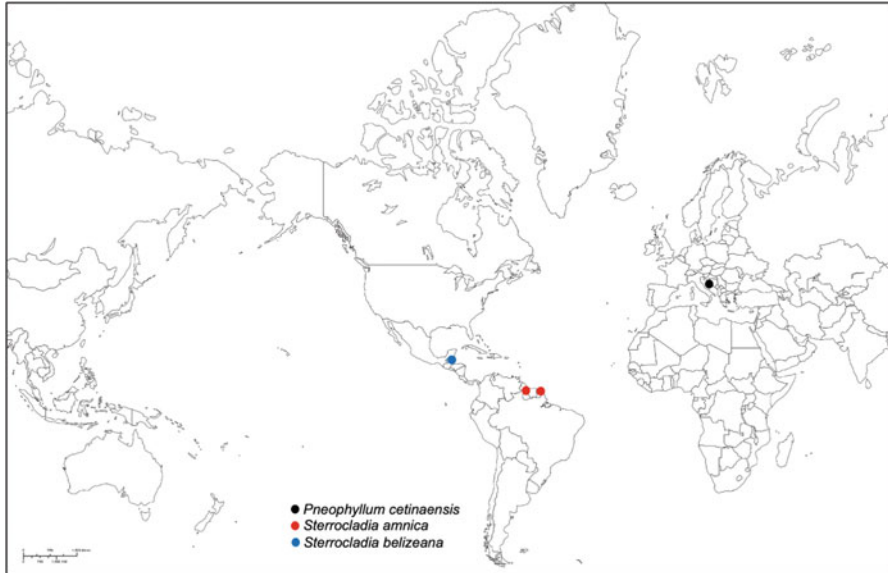 Pneophyllum cetinaensis
Sterrocladia amnica
Sterrocladia belizeana